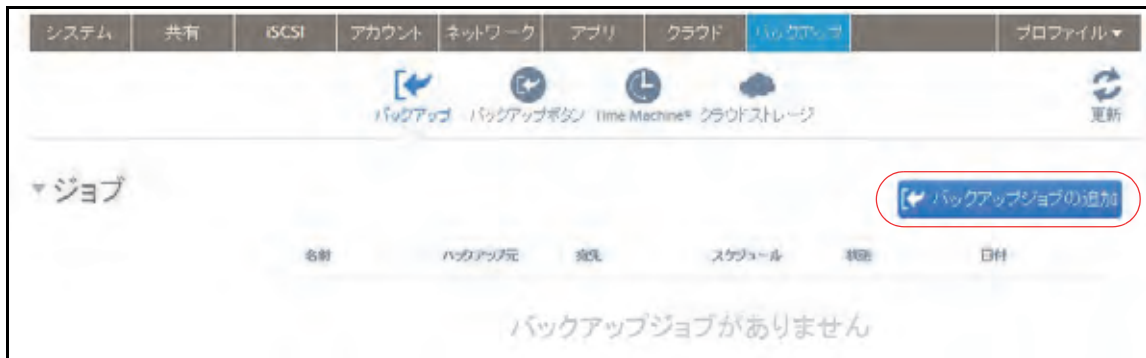 システム 共有 iSCSI アカウント ネットワーク アプリ クラウド バックアップ プロファイル▼
バックアップ バックアップボタン Time Machine® クラウドストレージ 更新
▼ジョブ
バックアップジョブの追加
名前 バックアップ元 宛先 スケジュール 状態 日付
バックアップジョブがありません